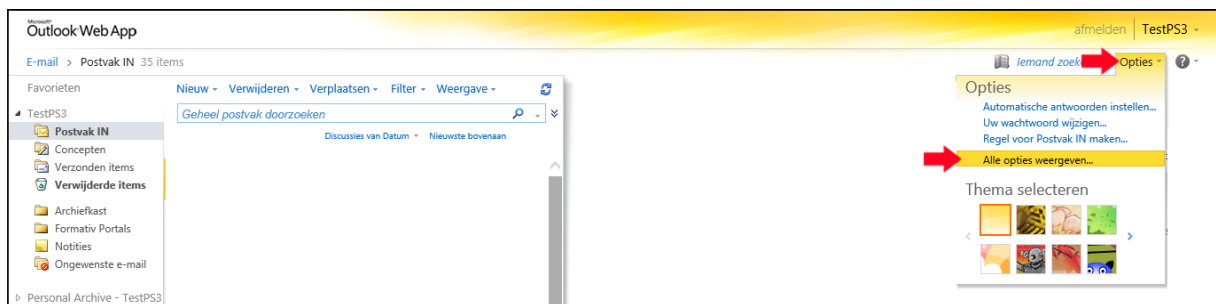 Microsoft®
Outlook Web App
afmelden | TestPS3
E-mail > Postvak IN 35 items
Iemand zoek
Opties
Favorieten
TestPS3
Postvak IN
Concepten
Verzonden items
Verwijderde items
Archiefkast
Formativ Portals
Notities
Ongewenste e-mail
Personal Archive - TestPS3
Nieuw Verwijderen Verplaatsen Filter Weergave
Geheel postvak doorzoeken
Discussies van Datum Nieuwste bovenaan
Opties
Automatische antwoorden instellen...
Uw wachtwoord wijzigen...
Regel voor Postvak IN maken...
Alle opties weergeven...
Thema selecteren